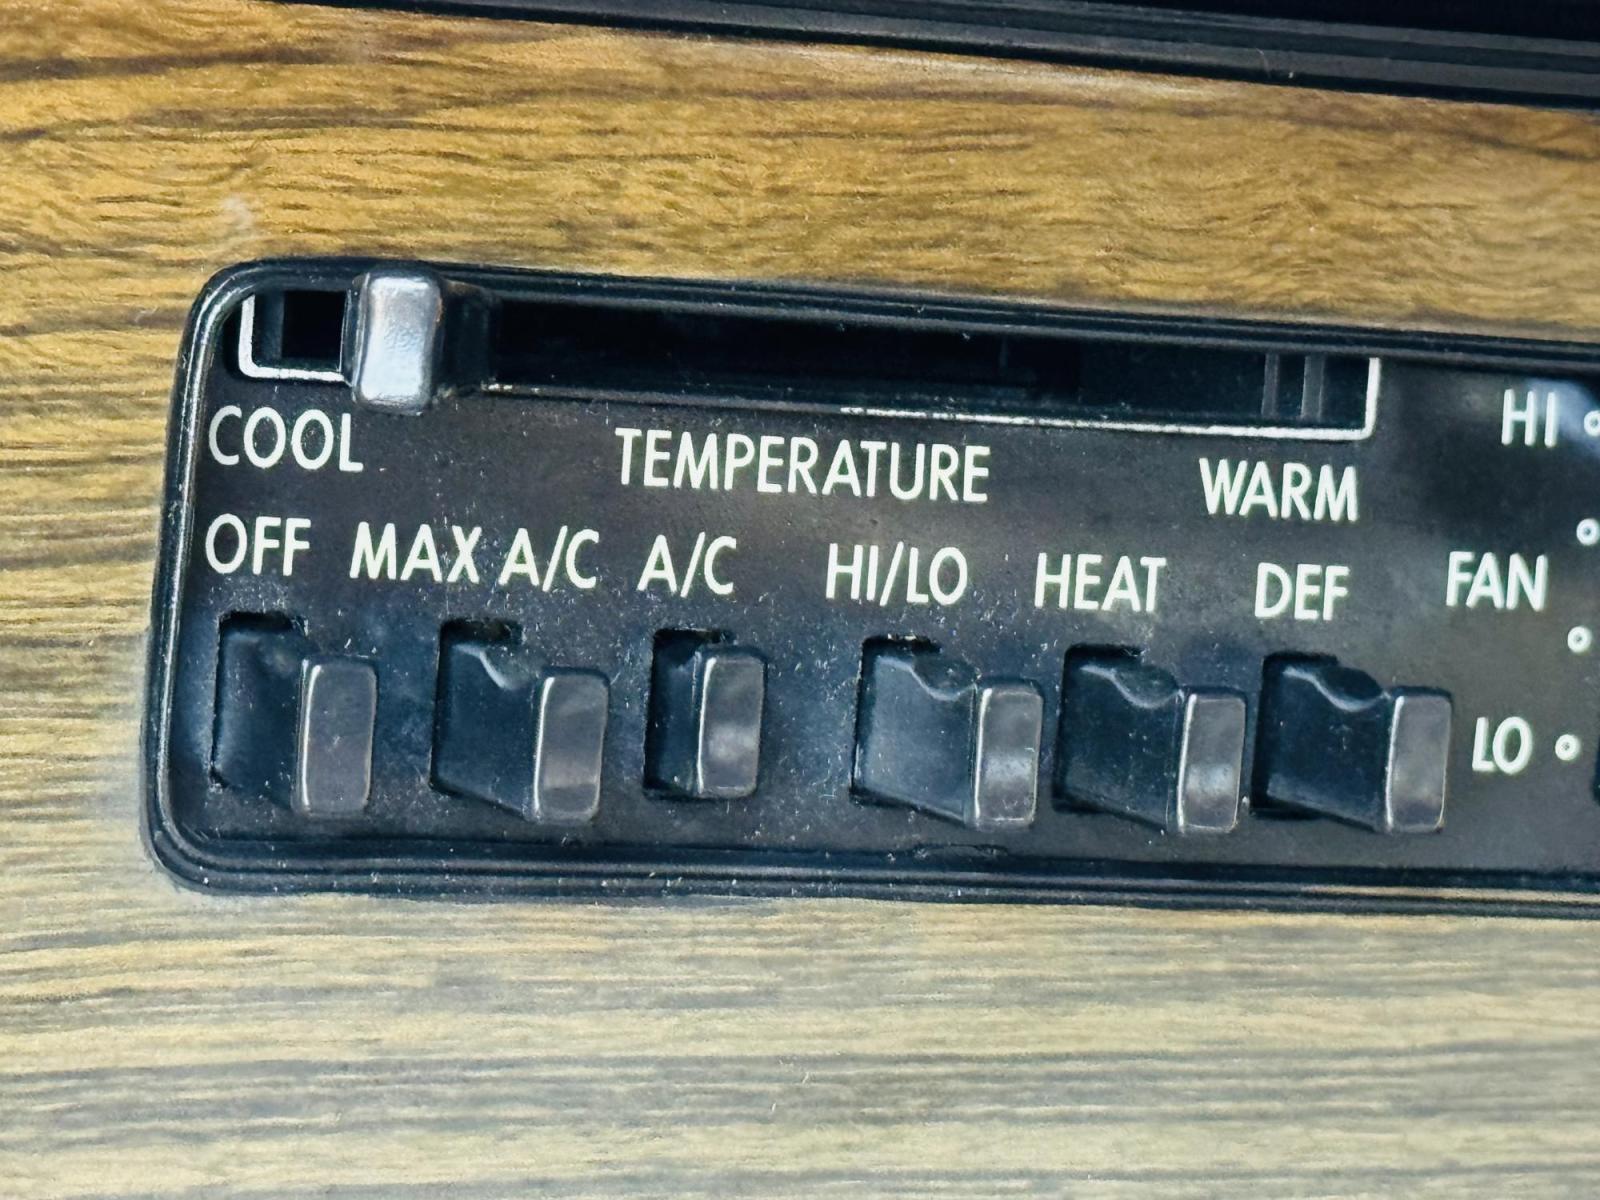 COOL TEMPERATURE WARM HI
OFF MAX A/C A/C HI/LO HEAT DEF FAN
LO